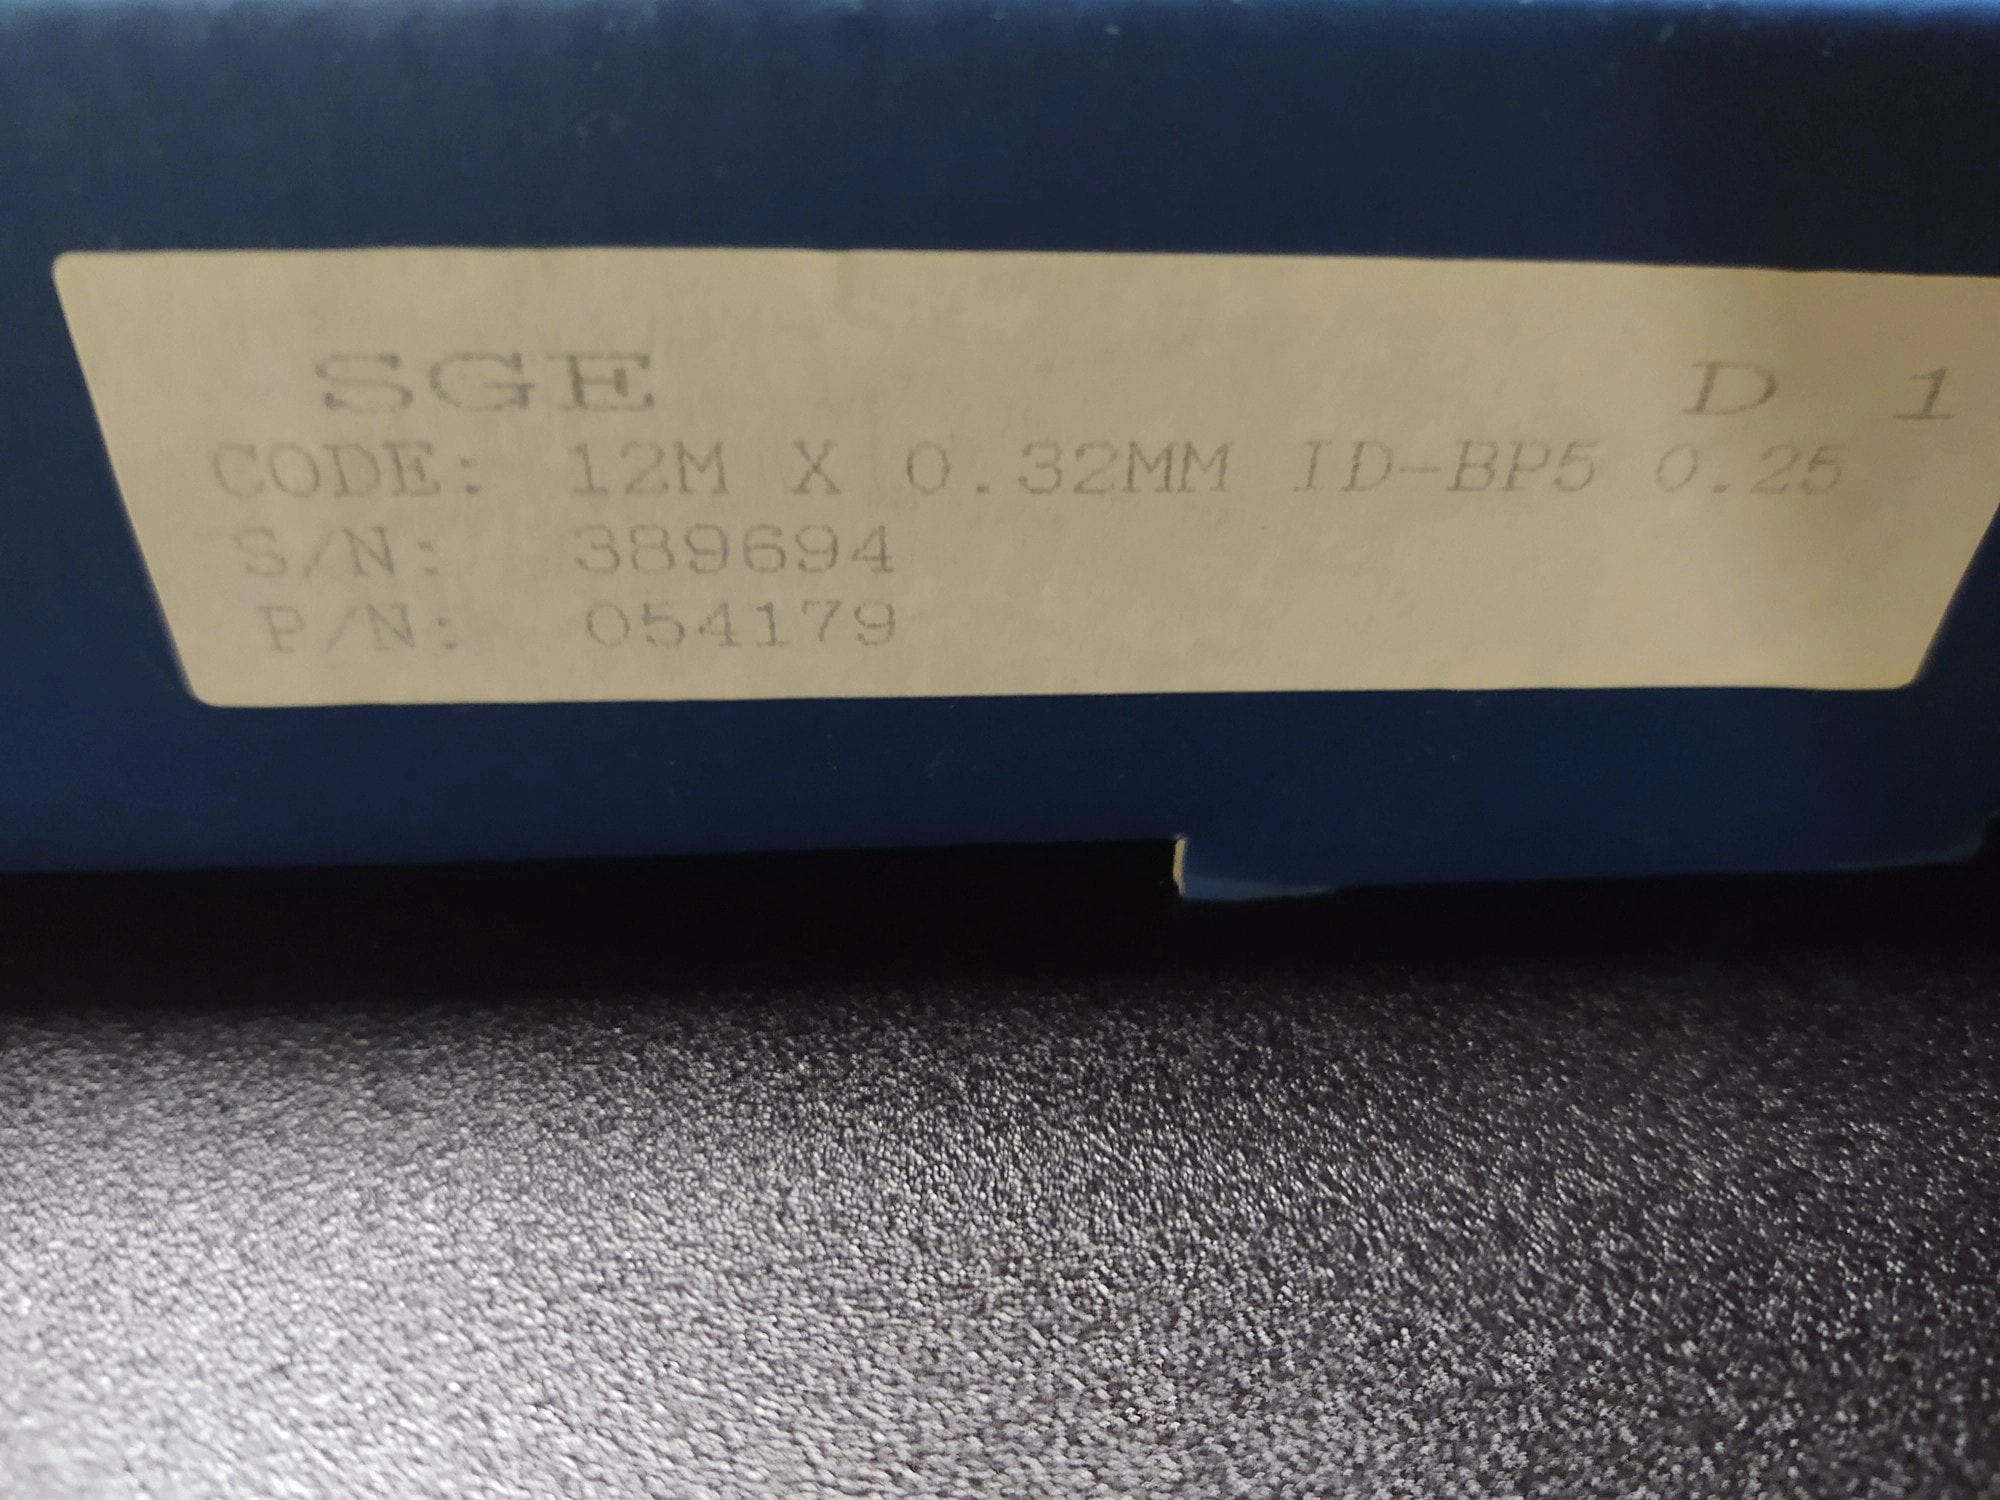 SGE D 1
CODE: 12M X 0.32MM ID-BP5 0.25
S/N: 389694
P/N: 054179